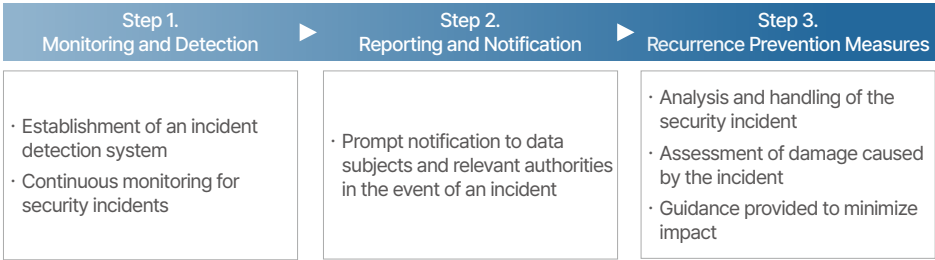 Step 1.
Monitoring and Detection
Step 2.
Reporting and Notification
Step 3.
Recurrence Prevention Measures
· Establishment of an incident
detection system
· Continuous monitoring for
security incidents
· Prompt notification to data
subjects and relevant authorities
in the event of an incident
· Analysis and handling of the
security incident
· Assessment of damage caused
by the incident
· Guidance provided to minimize
impact